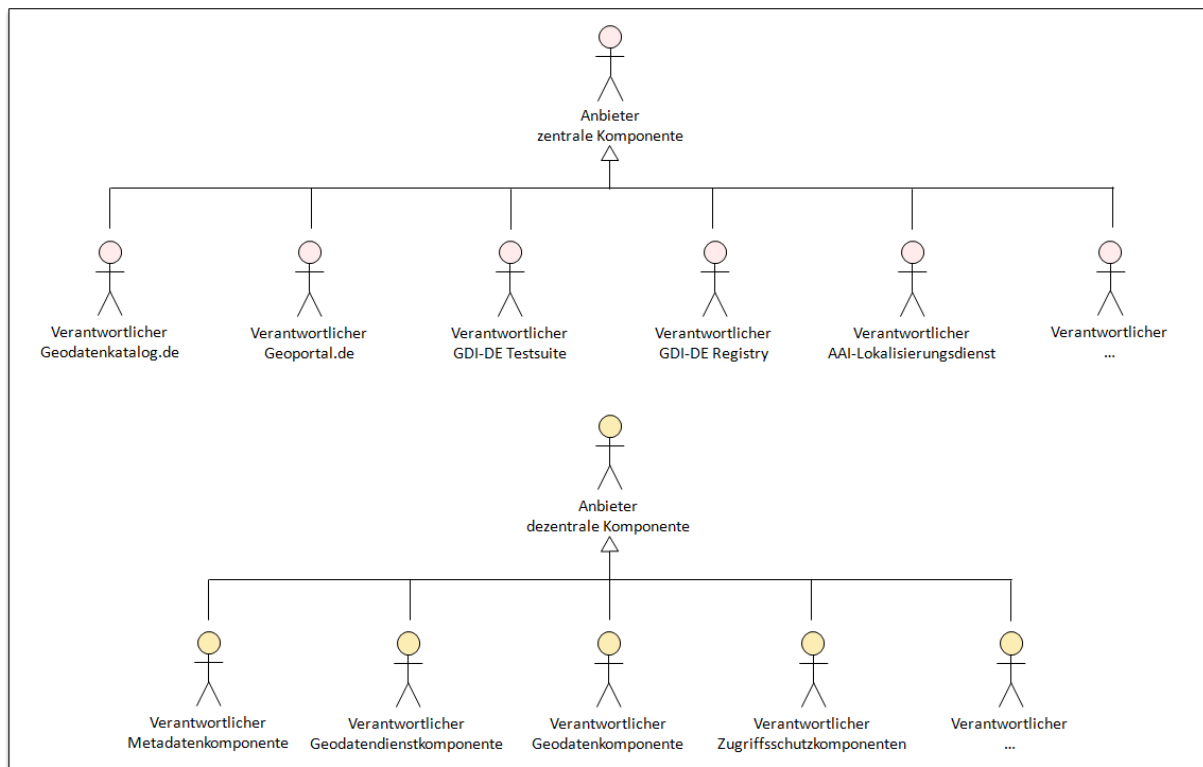 Anbieter
zentrale Komponente
Verantwortlicher
Geodatenkatalog.de
Verantwortlicher
Geoportal.de
Verantwortlicher
GDI-DE Testsuite
Verantwortlicher
GDI-DE Registry
Verantwortlicher
AAI-Lokalisierungsdienst
Verantwortlicher
...
Anbieter
dezentrale Komponente
Verantwortlicher
Metadatenkomponente
Verantwortlicher
Geodatendienstkomponente
Verantwortlicher
Geodatenkomponente
Verantwortlicher
Zugriffsschutzkomponenten
Verantwortlicher
...